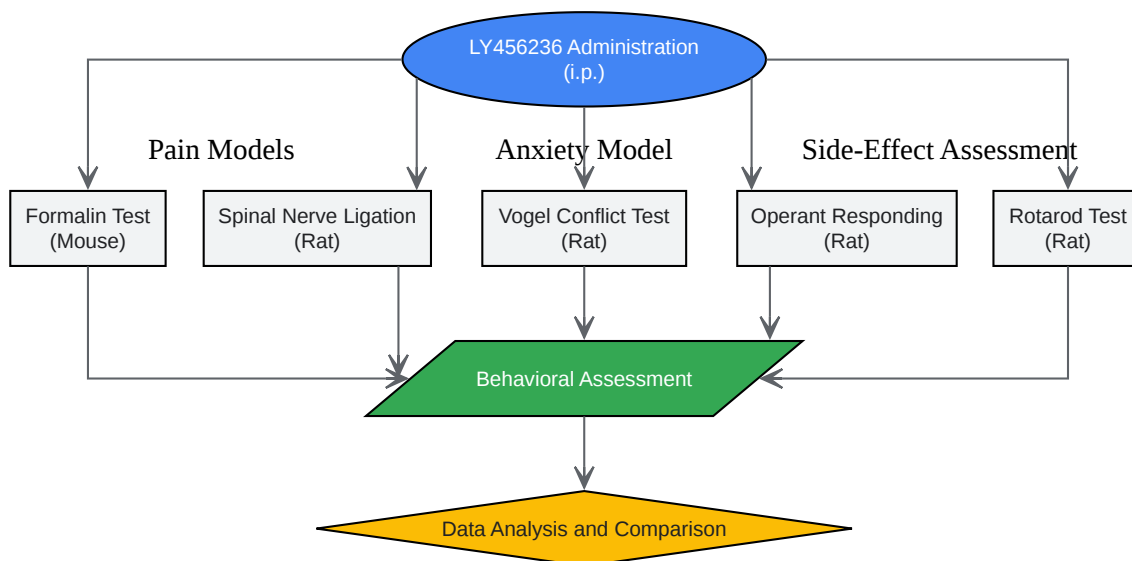 LY456236 Administration
(i.p.)
Pain Models
Anxiety Model
Side-Effect Assessment
Formalin Test
(Mouse)
Spinal Nerve Ligation
(Rat)
Vogel Conflict Test
(Rat)
Operant Responding
(Rat)
Rotarod Test
(Rat)
Behavioral Assessment
Data Analysis and Comparison